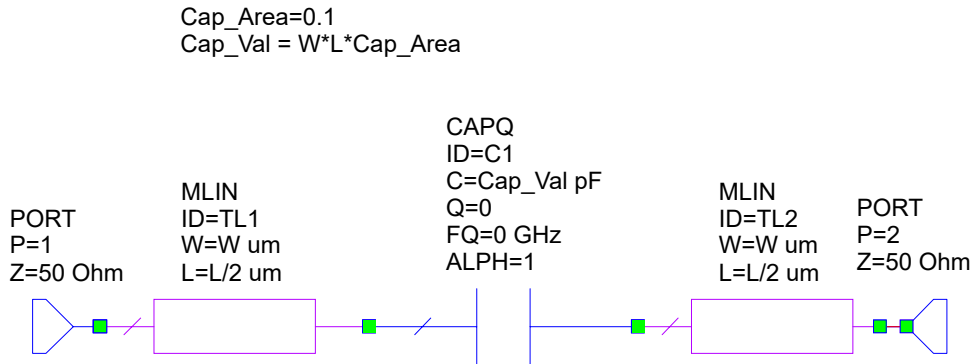 Cap_Area=0.1
Cap_Val = W*L*Cap_Area
PORT
P=1
Z=50 Ohm
MLIN
ID=TL1
W=W um
L=L/2 um
CAPQ
ID=C1
C=Cap_Val pF
Q=0
FQ=0 GHz
ALPH=1
MLIN
ID=TL2
W=W um
L=L/2 um
PORT
P=2
Z=50 Ohm